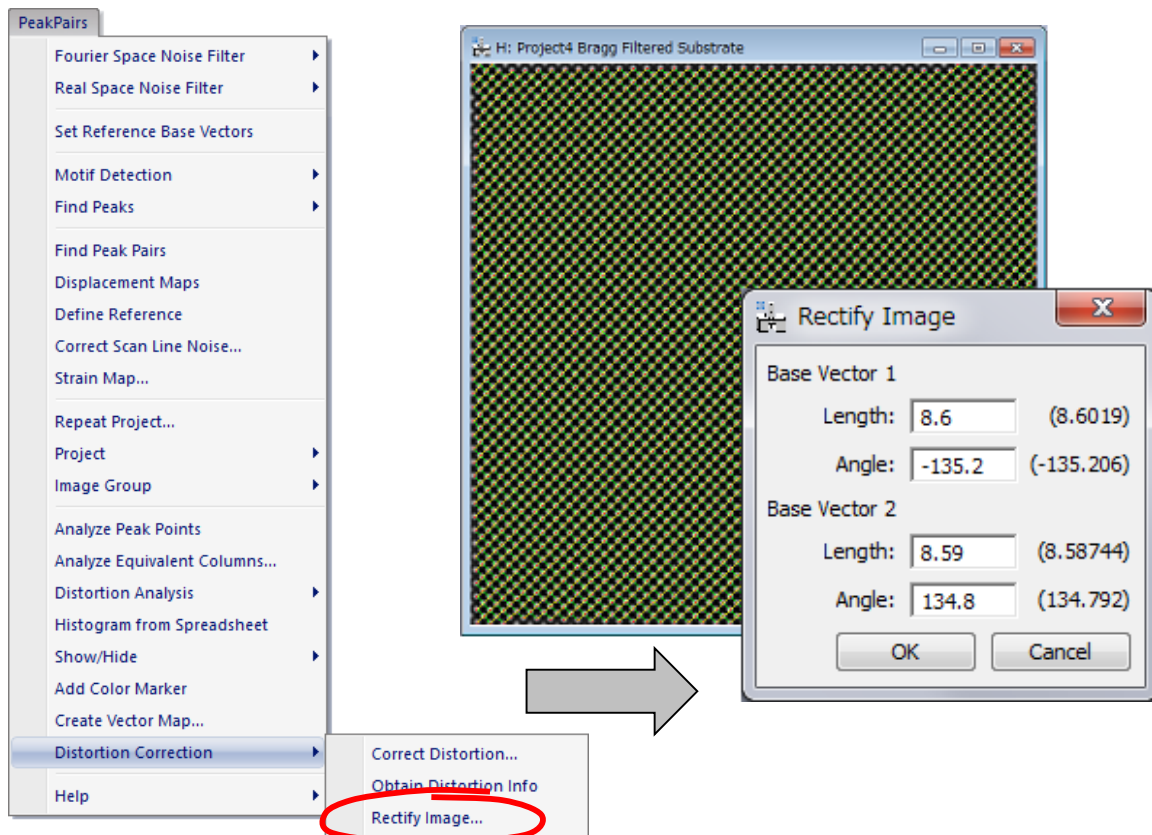 PeakPairs
Fourier Space Noise Filter
Real Space Noise Filter
Set Reference Base Vectors
Motif Detection
Find Peaks
Find Peak Pairs
Displacement Maps
Define Reference
Correct Scan Line Noise...
Strain Map...
Repeat Project...
Project
Image Group
Analyze Peak Points
Analyze Equivalent Columns...
Distortion Analysis
Histogram from Spreadsheet
Show/Hide
Add Color Marker
Create Vector Map...
Distortion Correction
Help
Correct Distortion...
Obtain Distortion Info
Rectify Image...
H: Project4 Bragg Filtered Substrate
Rectify Image
Base Vector 1
Length: 8.6 (8.6019)
Angle: -135.2 (-135.206)
Base Vector 2
Length: 8.59 (8.58744)
Angle: 134.8 (134.792)
OK Cancel